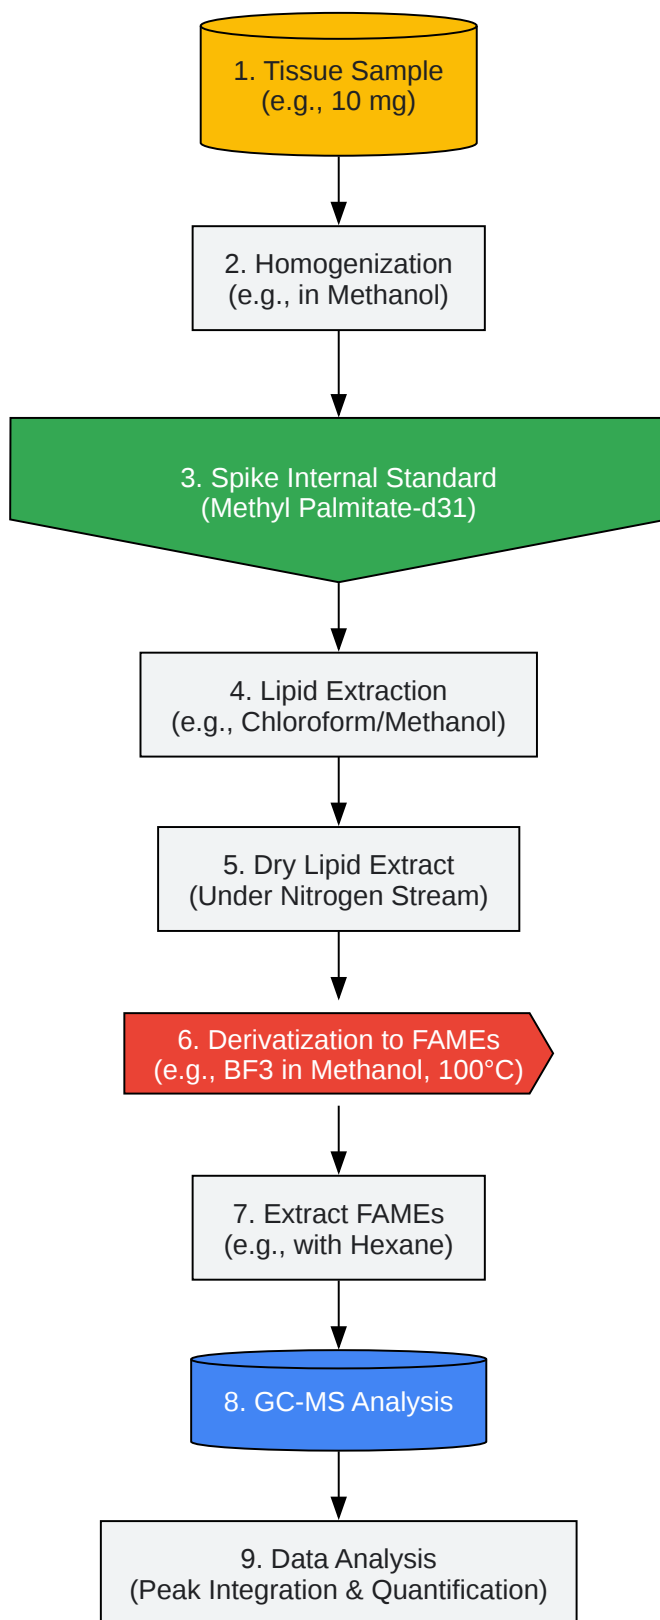 1. Tissue Sample
(e.g., 10 mg)
2. Homogenization
(e.g., in Methanol)
3. Spike Internal Standard
(Methyl Palmitate-d31)
4. Lipid Extraction
(e.g., Chloroform/Methanol)
5. Dry Lipid Extract
(Under Nitrogen Stream)
6. Derivatization to FAMEs
(e.g., BF3 in Methanol, 100°C)
7. Extract FAMEs
(e.g., with Hexane)
8. GC-MS Analysis
9. Data Analysis
(Peak Integration & Quantification)